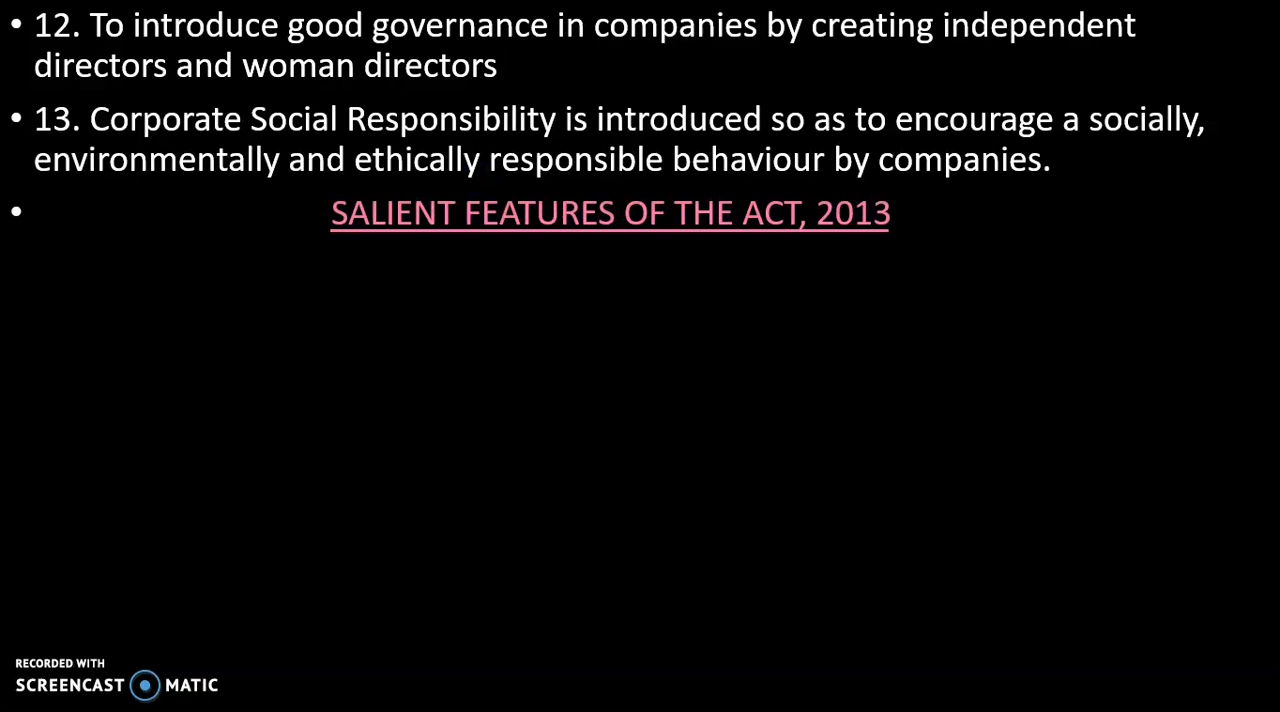 • 12. To introduce good governance in companies by creating independent
directors and woman directors
• 13. Corporate Social Responsibility is introduced so as to encourage a socially,
environmentally and ethically responsible behaviour by companies.
• SALIENT FEATURES OF THE ACT, 2013
RECORDED WITH
SCREENCAST MATIC